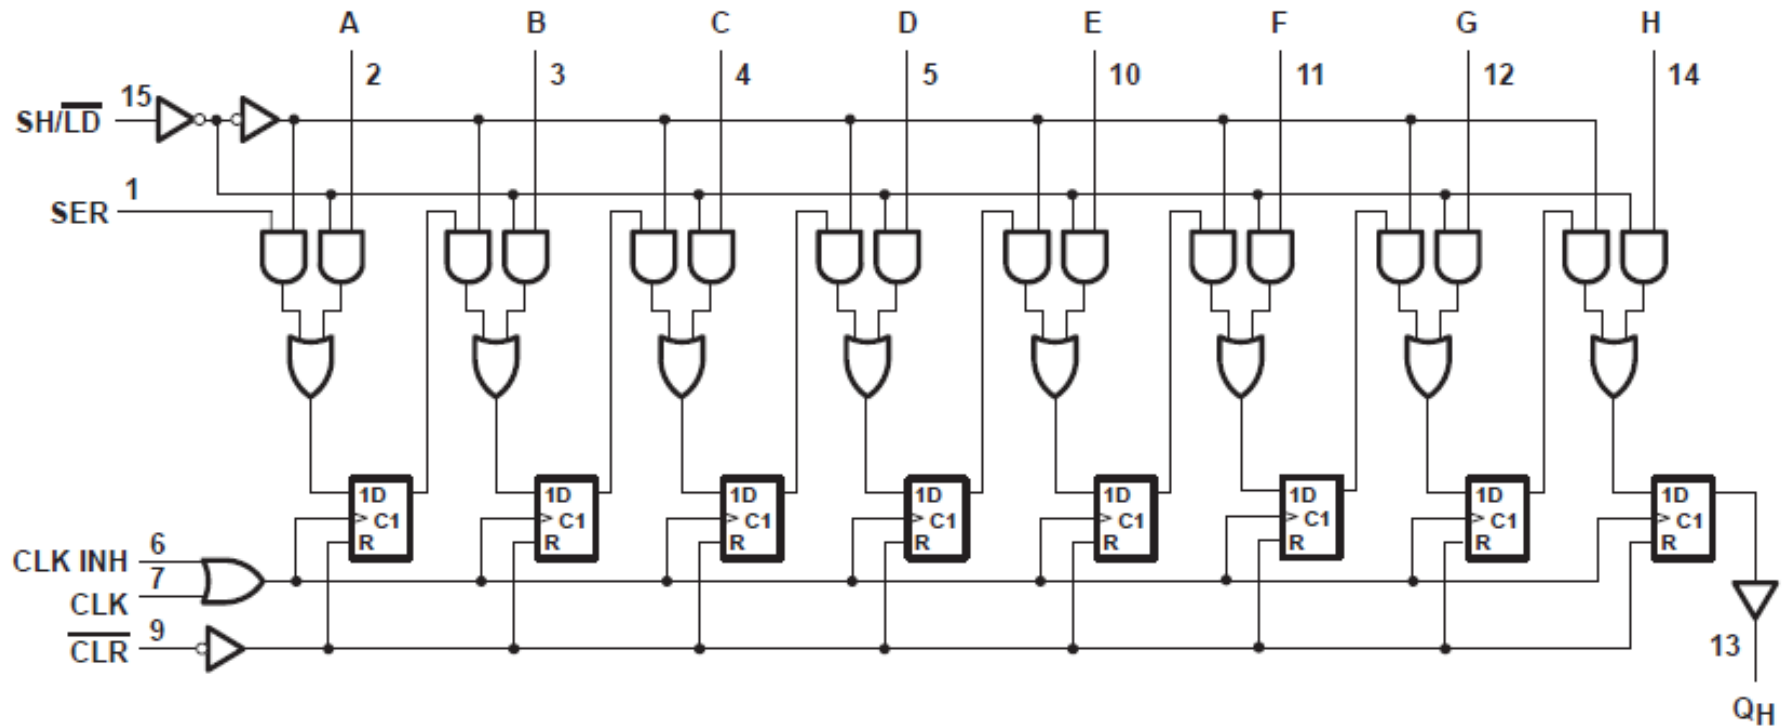 A B C D E F G H
2 3 4 5 10 11 12 14
15
SH/LD
1
SER
1D 1D 1D 1D 1D 1D 1D 1D
> C1 > C1 > C1 > C1 > C1 > C1 > C1 > C1
R R R R R R R R
6
CLK INH
7
CLK
9
CLR
13
QH